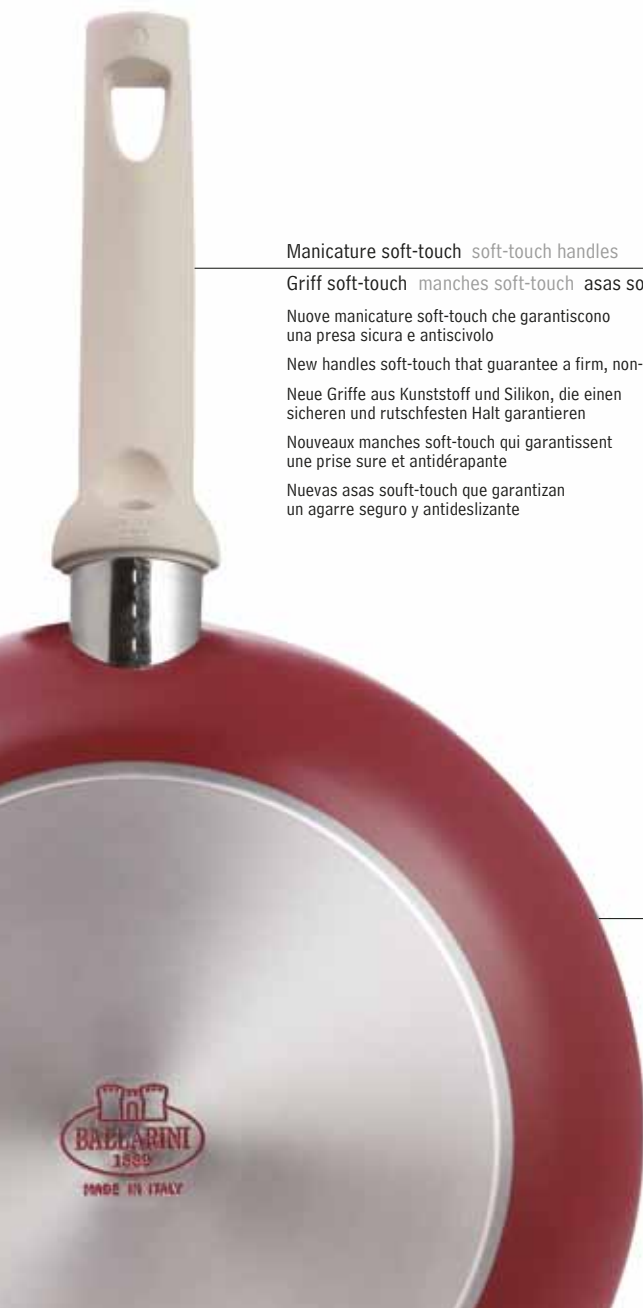 Manicature soft-touch soft-touch handles
Griff soft-touch manches soft-touch asas so
Nuove manicature soft-touch che garantiscono
una presa sicura e antiscivolo
New handles soft-touch that guarantee a firm, non-
Neue Griffe aus Kunststoff und Silikon, die einen
sicheren und rutschfesten Halt garantieren
Nouveaux manches soft-touch qui garantissent
une prise sure et antidérapante
Nuevas asas souft-touch que garantizan
un agarre seguro y antideslizante
BALLARINI
1889
MADE IN ITALY